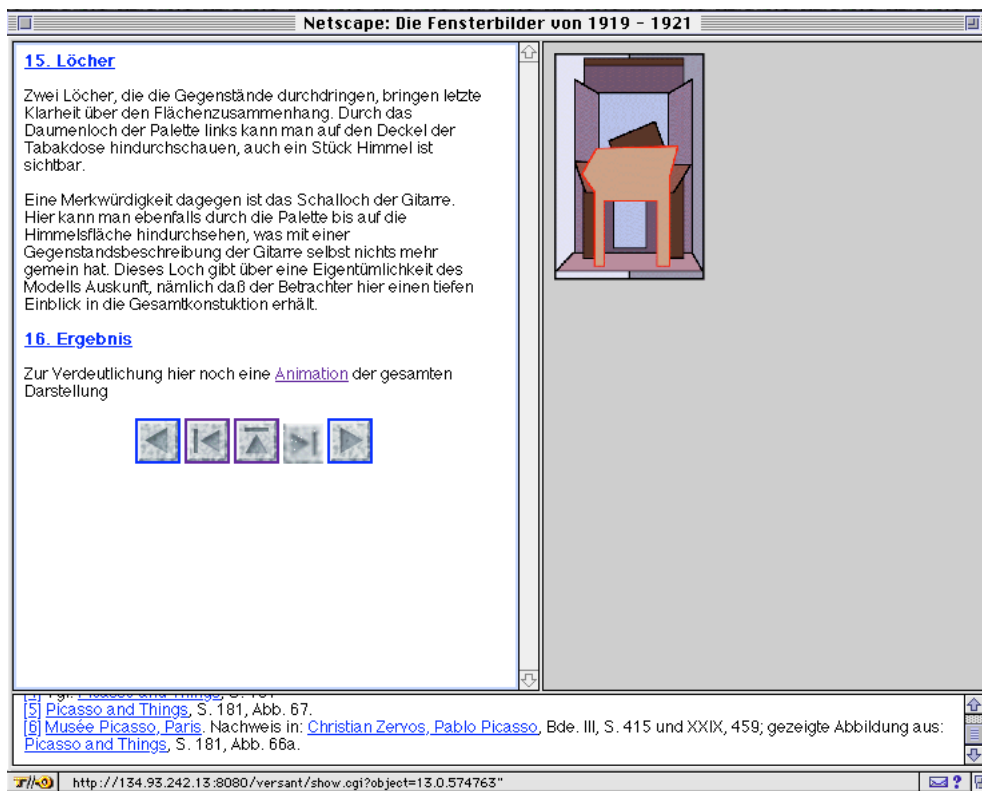 Netscape: Die Fensterbilder von 1919 - 1921
15. Löcher
Zwei Löcher, die die Gegenstände durchdringen, bringen letzte
Klarheit über den Flächenzusammenhang. Durch das
Daumenloch der Palette links kann man auf den Deckel der
Tabakdose hindurchschauen, auch ein Stück Himmel ist
sichtbar.
Eine Merkwürdigkeit dagegen ist das Schalloch der Gitarre.
Hier kann man ebenfalls durch die Palette bis auf die
Himmelsfläche hindurchsehen, was mit einer
Gegenstandsbeschreibung der Gitarre selbst nichts mehr
gemein hat. Dieses Loch gibt über eine Eigentümlichkeit des
Modells Auskunft, nämlich daß der Betrachter hier einen tiefen
Einblick in die Gesamtkonstuktion erhält.
16. Ergebnis
Zur Verdeutlichung hier noch eine Animation der gesamten
Darstellung
[5] Picasso and Things, S. 181, Abb. 67.
[6] Musée Picasso, Paris. Nachweis in: Christian Zervos, Pablo Picasso, Bde. III, S. 415 und XXIX, 459; gezeigte Abbildung aus:
Picasso and Things, S. 181, Abb. 66a.
http://134.93.242.13:8080/versant/show.cgi?object=13.0.574763"
?